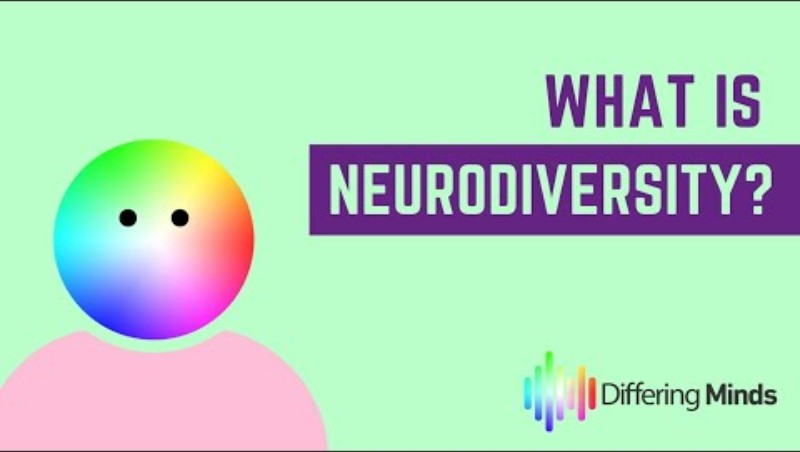 WHAT IS
NEURODIVERSITY?
Differing Minds